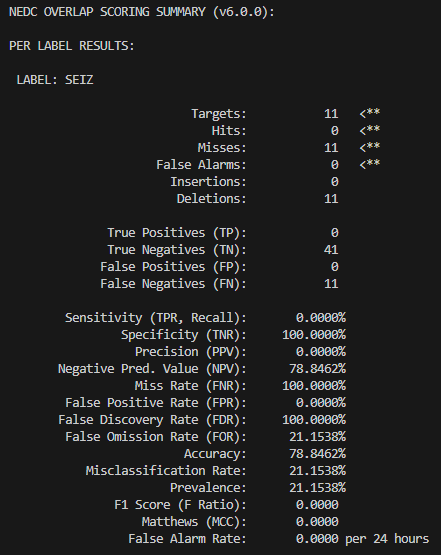 NEDC OVERLAP SCORING SUMMARY (v6.0.0):
PER LABEL RESULTS:
LABEL: SEIZ
Targets: 11 <**
Hits: 0 <**
Misses: 11 <**
False Alarms: 0 <**
Insertions: 0
Deletions: 11
True Positives (TP): 0
True Negatives (TN): 41
False Positives (FP): 0
False Negatives (FN): 11
Sensitivity (TPR, Recall): 0.0000%
Specificity (TNR): 100.0000%
Precision (PPV): 0.0000%
Negative Pred. Value (NPV): 78.8462%
Miss Rate (FNR): 100.0000%
False Positive Rate (FPR): 0.0000%
False Discovery Rate (FDR): 100.0000%
False Omission Rate (FOR): 21.1538%
Accuracy: 78.8462%
Misclassification Rate: 21.1538%
Prevalence: 21.1538%
F1 Score (F Ratio): 0.0000
Matthews (MCC): 0.0000
False Alarm Rate: 0.0000 per 24 hours